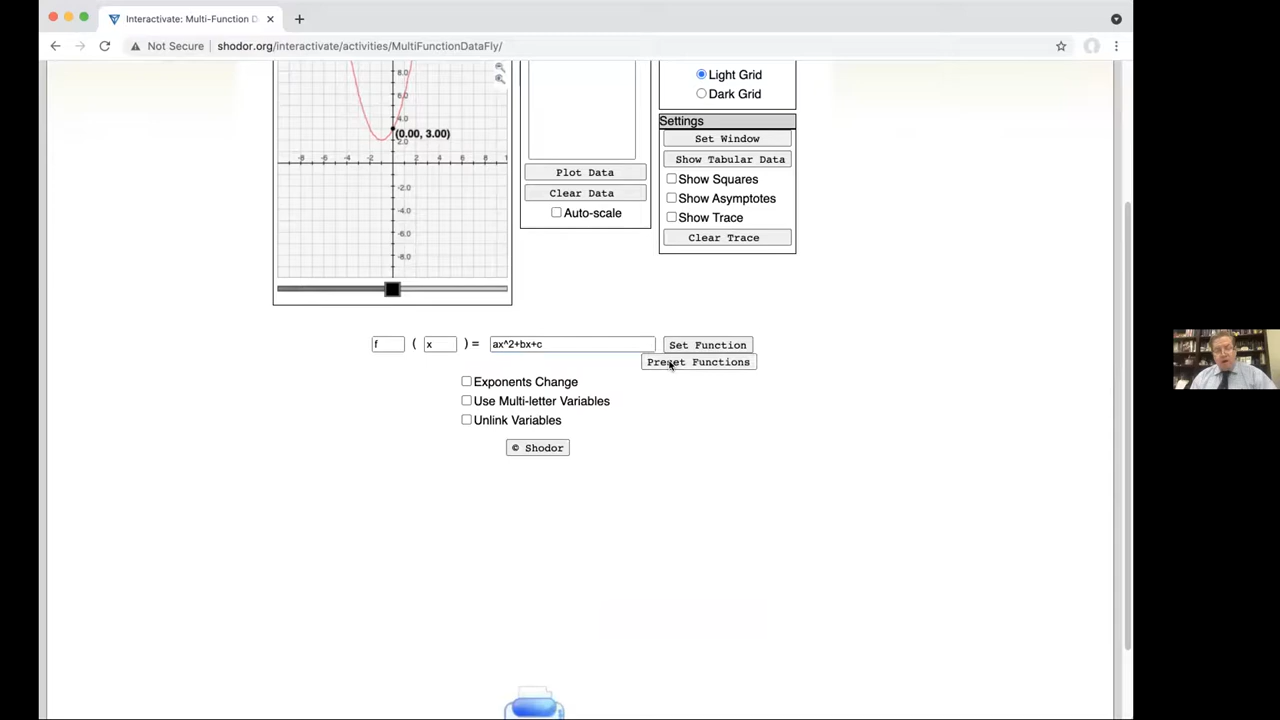 Interactivate: Multi-Function D
Not Secure
shodor.org/interactivate/activities/MultiFunctionDataFly/
8.0
6.0
4.0
(0.00, 3.00)
2.0
-8 -6 -4 -2 0 2 4 6 8 1
-2.0
-4.0
-6.0
-8.0
Plot Data
Clear Data
Auto-scale
Light Grid
Dark Grid
Settings
Set Window
Show Tabular Data
Show Squares
Show Asymptotes
Show Trace
Clear Trace
f ( x ) = ax^2+bx+c Set Function
Preset Functions
Exponents Change
Use Multi-letter Variables
Unlink Variables
© Shodor